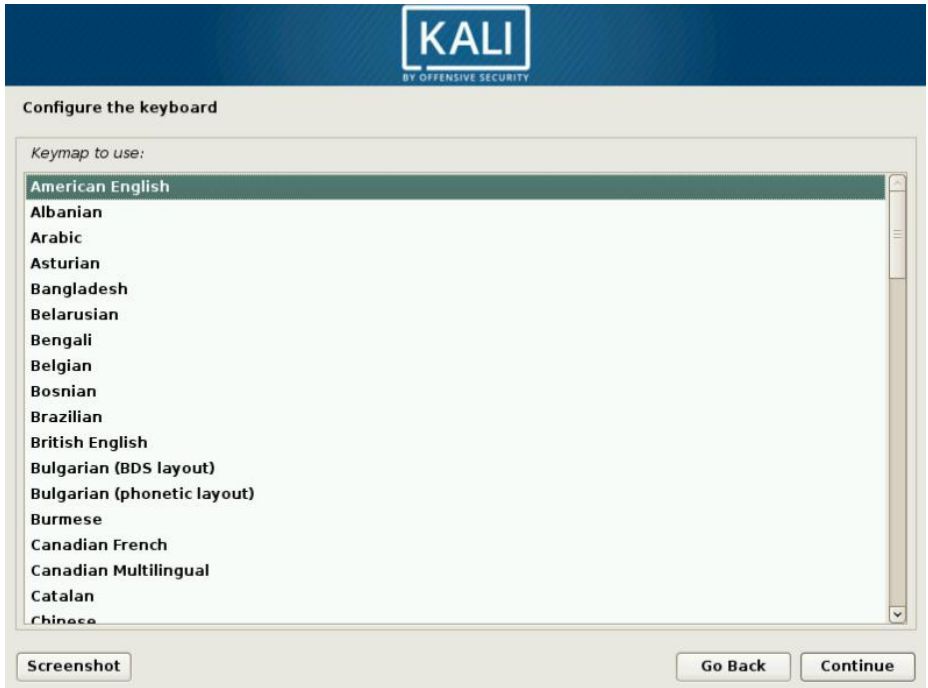 KALI
BY OFFENSIVE SECURITY
Configure the keyboard
Keymap to use:
American English
Albanian
Arabic
Asturian
Bangladesh
Belarusian
Bengali
Belgian
Bosnian
Brazilian
British English
Bulgarian (BDS layout)
Bulgarian (phonetic layout)
Burmese
Canadian French
Canadian Multilingual
Catalan
Chinese
Screenshot
Go Back
Continue